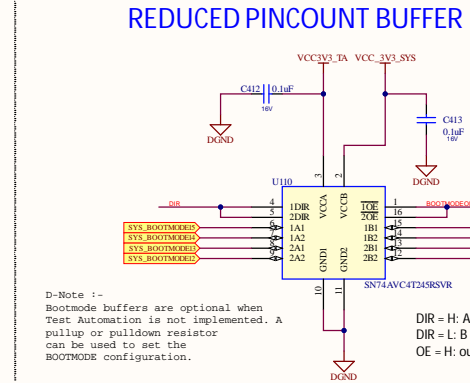 REDUCED PINCOUNT BUFFER
VCC3V3_TA VCC_3V3_SYS
C412 0.1uF
16V
DGND
C413
0.1uF
16V
DGND
U110
3 2
VCCA VCCB
DIR
4 1DIR 1OE 1
5 2DIR 2OE 16
SYS_BOOTMODE15 1A1 1B1
SYS_BOOTMODE14 1A2 1B2
SYS_BOOTMODE13 2A1 2B1
SYS_BOOTMODE12 2A2 2B2
GND1 GND2
10 11
SN74AVC4T245RSVR
DGND
D-Note :-
Bootmode buffers are optional when
Test Automation is not implemented. A
pullup or pulldown resistor
can be used to set the
BOOTMODE configuration.
DIR = H: A
DIR = L: B
OE = H: ou